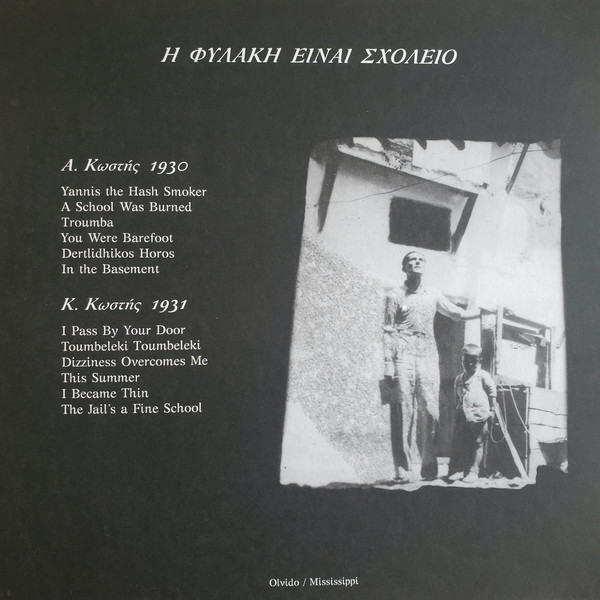 Η ΦΥΛΑΚΗ ΕΙΝΑΙ ΣΧΟΛΕΙΟ
Α. Κωστής 1930
Yannis the Hash Smoker
A School Was Burned
Troumba
You Were Barefoot
Dertlidhikos Horos
In the Basement
Κ. Κωστής 1931
I Pass By Your Door
Toumbeleki Toumbeleki
Dizziness Overcomes Me
This Summer
I Became Thin
The Jail's a Fine School
Olvido / Mississippi